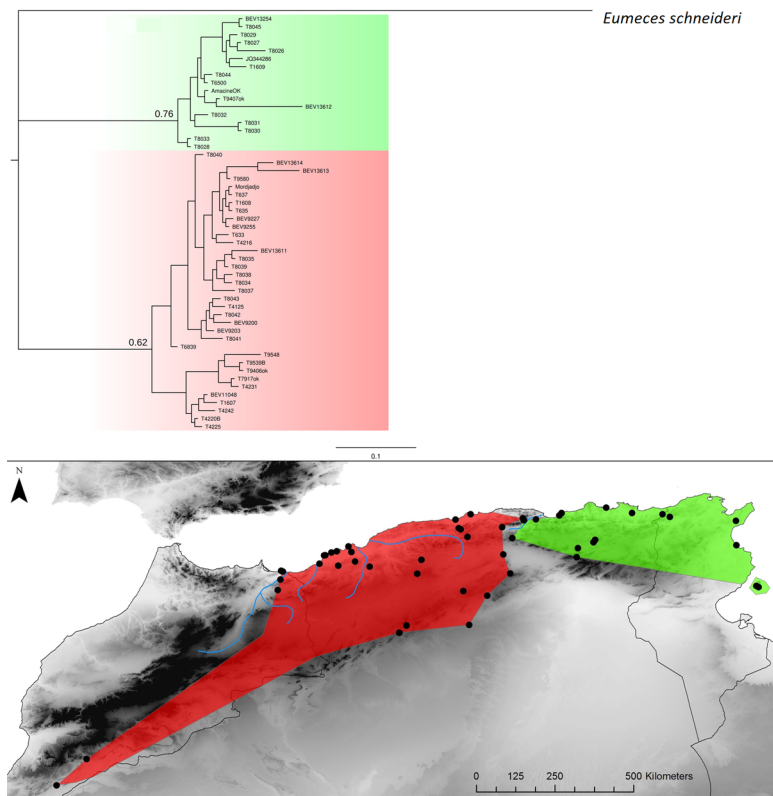 Eumeces schneideri
BEV13254
T8045
T8029
T8027
T8026
JQ344286
T1609
T8044
T6500
AmacineOK
T9407ok
BEV13612
0.76
T8032
T8031
T8030
T8033
T8028
T8040
BEV13614
BEV13613
T9580
Mordjadjo
T637
T1608
T635
BEV9227
BEV9255
T633
T4216
BEV13611
T8035
T8039
T8038
T8034
T8037
T8043
T4125
T8042
BEV9200
BEV9203
T8041
0.62
T6839
T9548
T9539B
T9406ok
T7917ok
T4231
BEV11048
T1607
T4242
T4220B
T4225
0.1
N
0 125 250 500 Kilometers